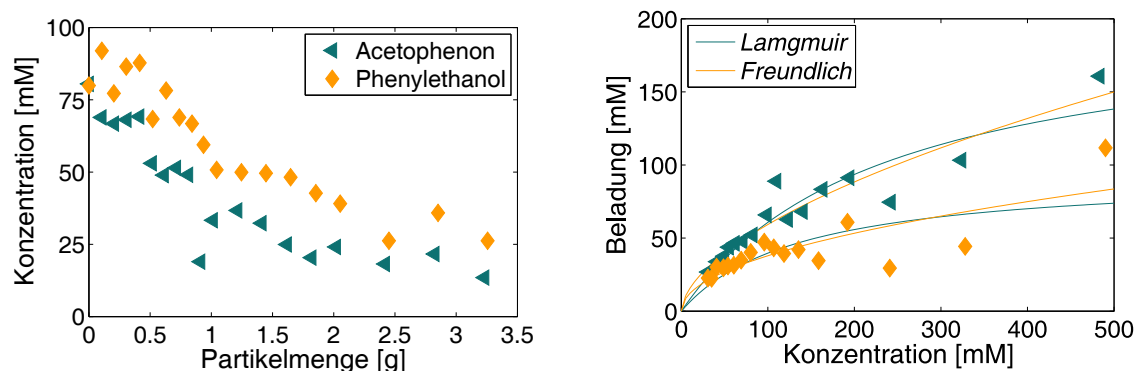 Konzentration [mM]
100
75
50
25
0
Acetophenon
Phenylethanol
0 0.5 1 1.5 2 2.5 3 3.5
Partikelmenge [g]
Beladung [mM]
200
150
100
50
0
Lamgmuir
Freundlich
0 100 200 300 400 500
Konzentration [mM]